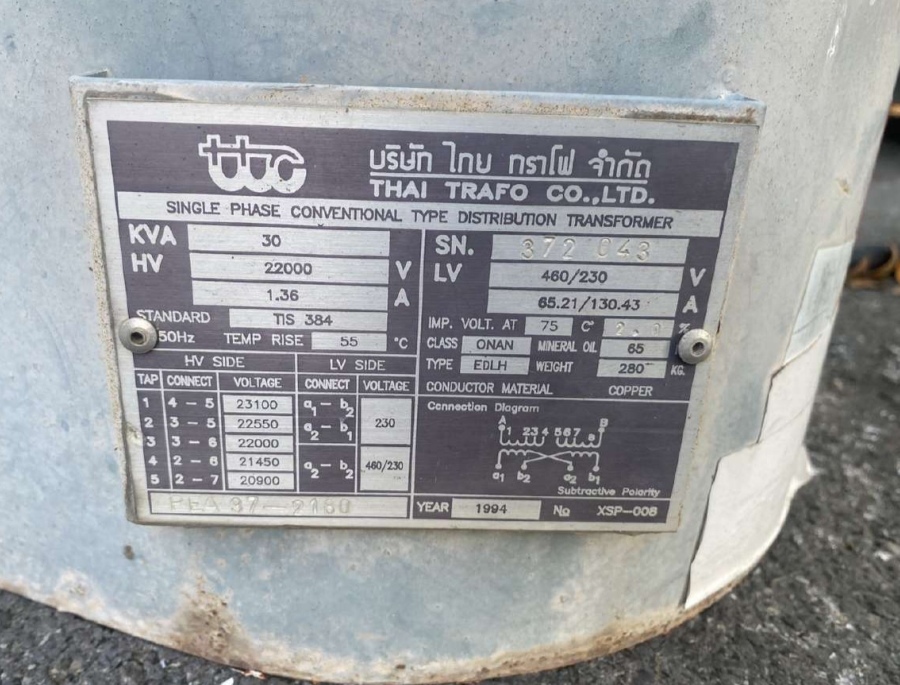 ttc
บริษัท ไทย ทราโฟ จำกัด
THAI TRAFO CO.,LTD.
SINGLE PHASE CONVENTIONAL TYPE DISTRIBUTION TRANSFORMER
KVA 30 SN. 372 043
HV 22000 V LV 460/230 V
1.36 A 65.21/130.43 A
STANDARD TIS 384 IMP. VOLT. AT 75 C° %
50Hz TEMP RISE 55 °C CLASS ONAN MINERAL OIL 65
TYPE EDLH WEIGHT 280 KG.
HV SIDE LV SIDE CONDUCTOR MATERIAL COPPER
TAP CONNECT VOLTAGE CONNECT VOLTAGE
1 4-5 23100 a1-b2 230
2 3-5 22550 a2-b1
3 3-6 22000
4 2-6 21450 a2-b2 460/230
5 2-7 20900
Connection Diagram
A B
1 2 3 4 5 6 7 8
a1 b2 a2 b1
Subtractive Polarity
PEA 37-2180
YEAR 1994 No XSP-008